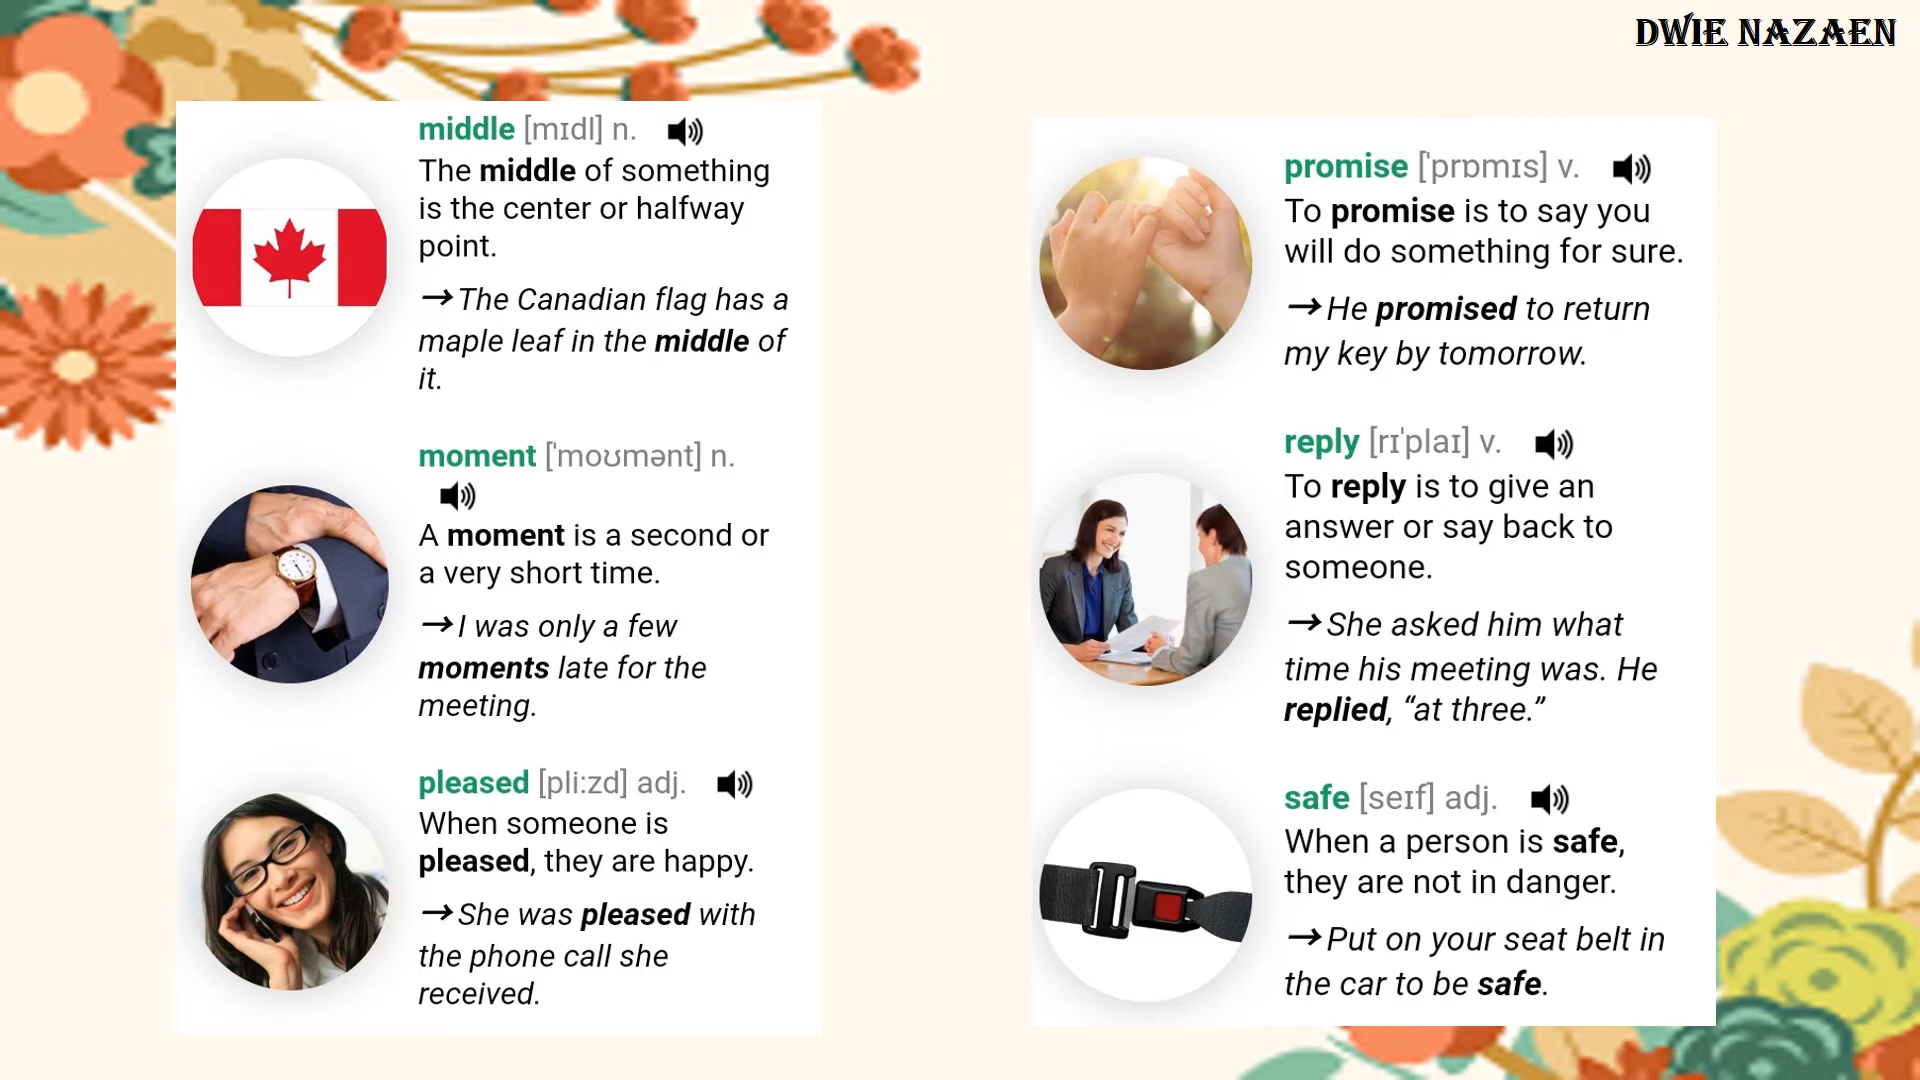 DWIE NAZAEN
middle [mɪdl] n.
The middle of something
is the center or halfway
point.
→ The Canadian flag has a
maple leaf in the middle of
it.
moment [ˈmoʊmənt] n.
A moment is a second or
a very short time.
→ I was only a few
moments late for the
meeting.
pleased [pli:zd] adj.
When someone is
pleased, they are happy.
→ She was pleased with
the phone call she
received.
promise [ˈprɒmɪs] v.
To promise is to say you
will do something for sure.
→ He promised to return
my key by tomorrow.
reply [rɪˈplaɪ] v.
To reply is to give an
answer or say back to
someone.
→ She asked him what
time his meeting was. He
replied, “at three.”
safe [seɪf] adj.
When a person is safe,
they are not in danger.
→ Put on your seat belt in
the car to be safe.